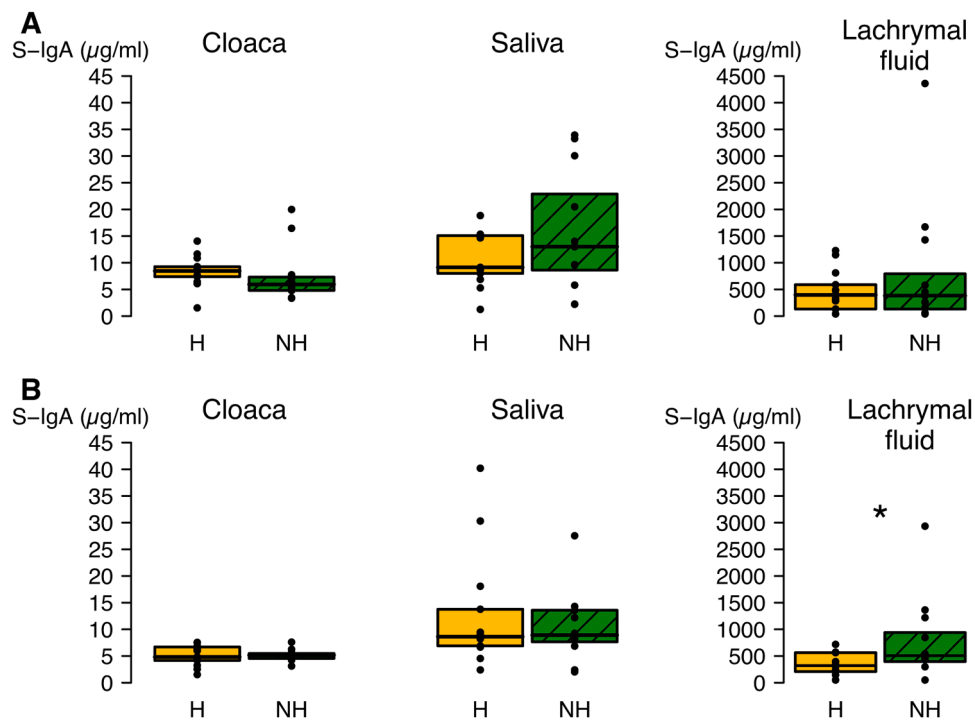 A
Cloaca
Saliva
Lachrymal
fluid
S–IgA (µg/ml)
S–IgA (µg/ml)
45
40
35
30
25
20
15
10
5
0
4500
4000
3500
3000
2500
2000
1500
1000
500
0
H
NH
H
NH
H
NH
B
Cloaca
Saliva
Lachrymal
fluid
S–IgA (µg/ml)
S–IgA (µg/ml)
45
40
35
30
25
20
15
10
5
0
4500
4000
3500
3000
2500
2000
1500
1000
500
0
*
H
NH
H
NH
H
NH